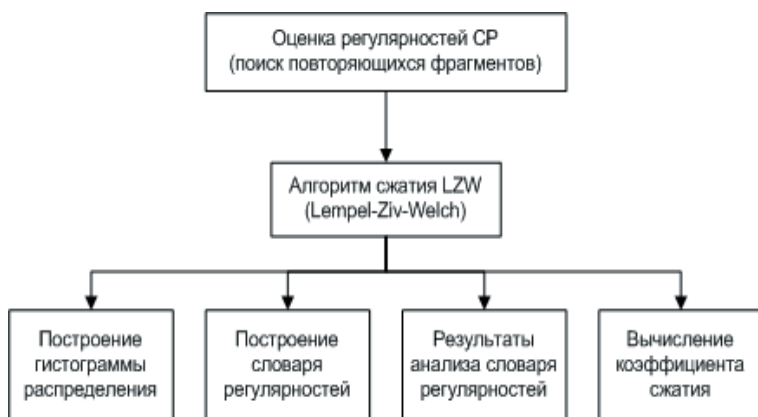 Оценка регулярностей СР
(поиск повторяющихся фрагментов)
Алгоритм сжатия LZW
(Lempel-Ziv-Welch)
Построение
гистограммы
распределения
Построение
словаря
регулярностей
Результаты
анализа словаря
регулярностей
Вычисление
коэффициента
сжатия